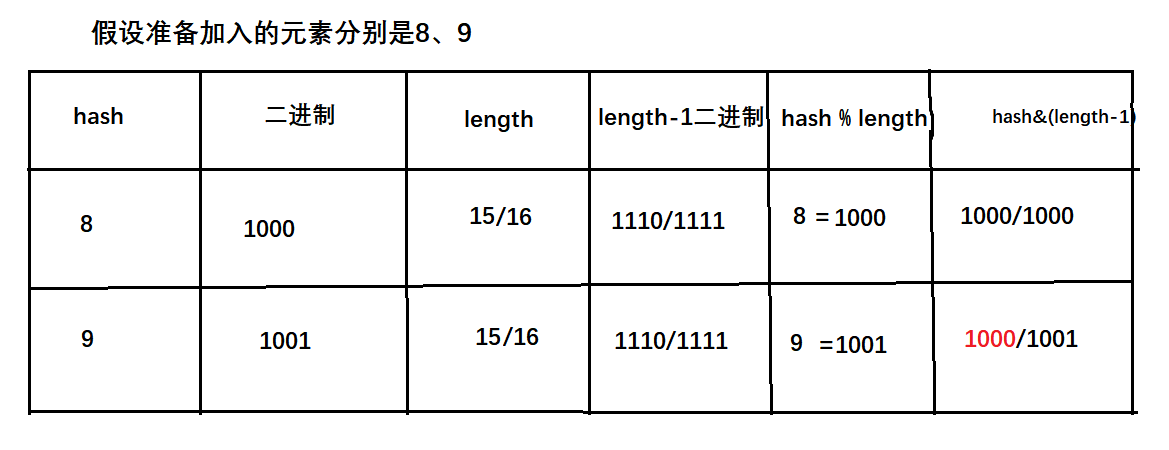 假设准备加入的元素分别是8、9
hash 二进制 length length-1二进制 hash % length hash&(length-1)
8 1000 15/16 1110/1111 8 = 1000 1000/1000
9 1001 15/16 1110/1111 9 =1001 1000/1001